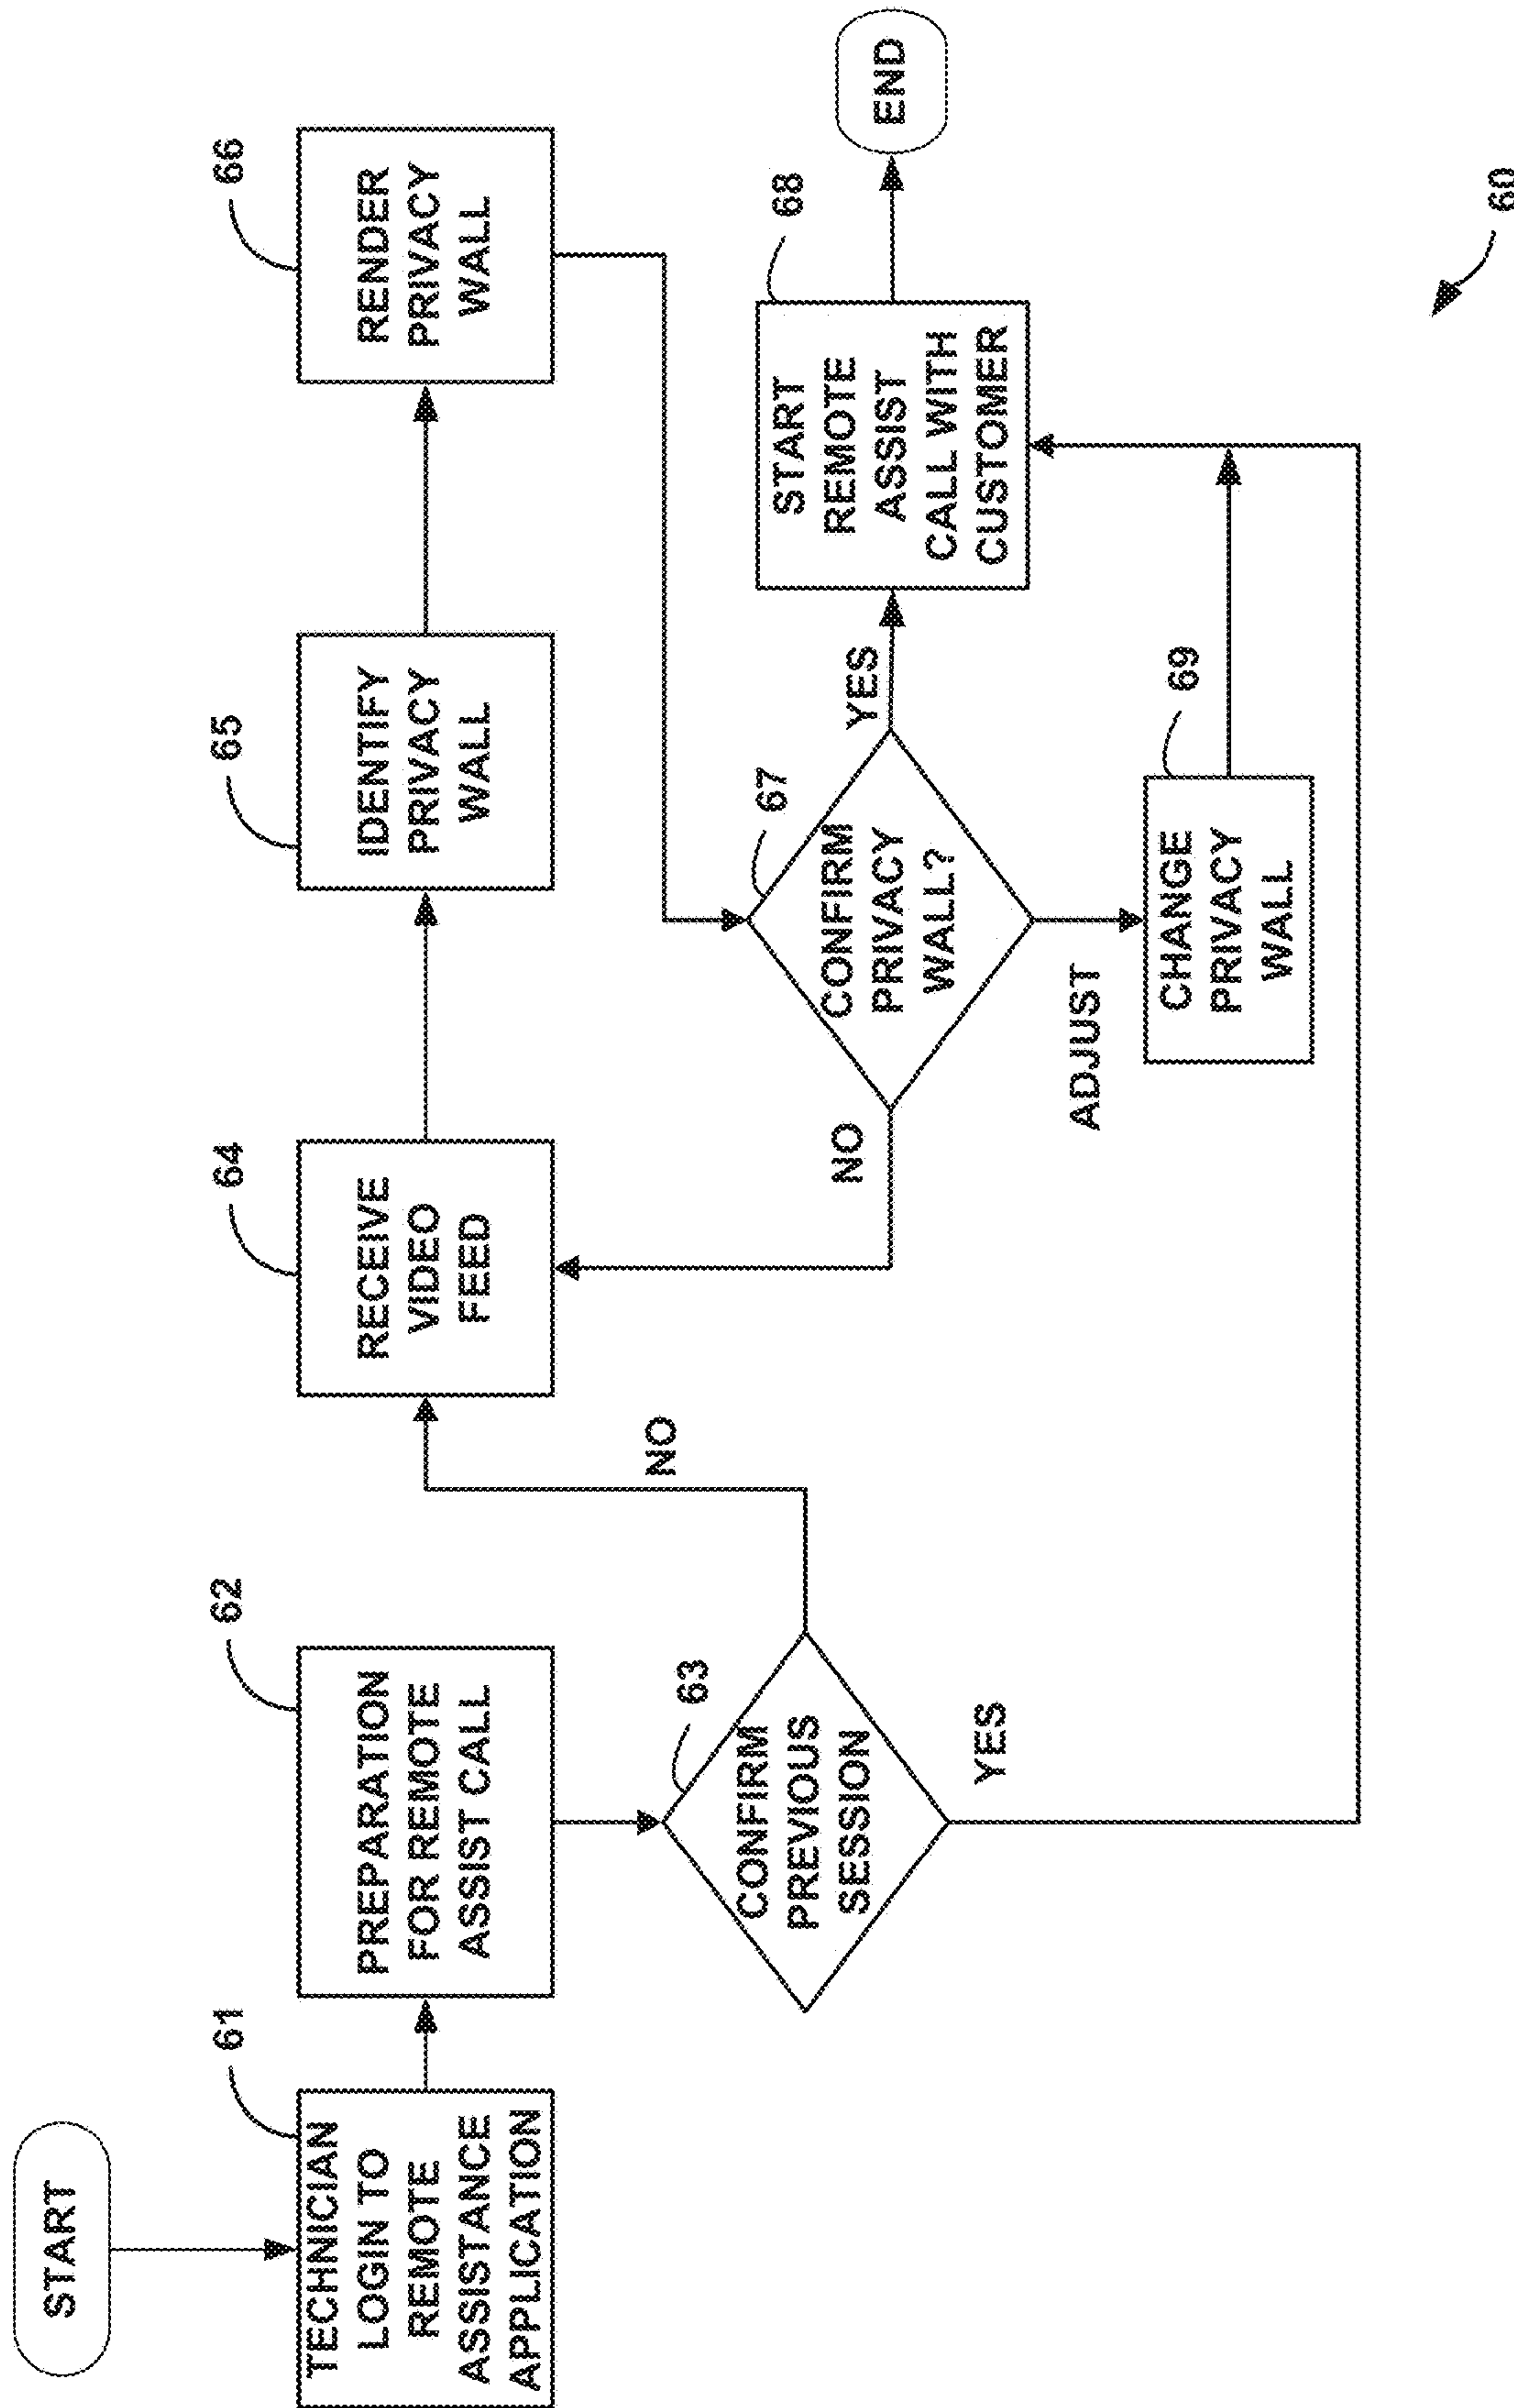 START
61
TECHNICIAN
LOGIN TO
REMOTE
ASSISTANCE
APPLICATION
62
PREPARATION
FOR REMOTE
ASSIST CALL
63
CONFIRM
PREVIOUS
SESSION
NO
YES
64
RECEIVE
VIDEO
FEED
65
IDENTIFY
PRIVACY
WALL
66
RENDER
PRIVACY
WALL
67
CONFIRM
PRIVACY
WALL?
NO
YES
ADJUST
69
CHANGE
PRIVACY
WALL
68
START
REMOTE
ASSIST
CALL WITH
CUSTOMER
END
60